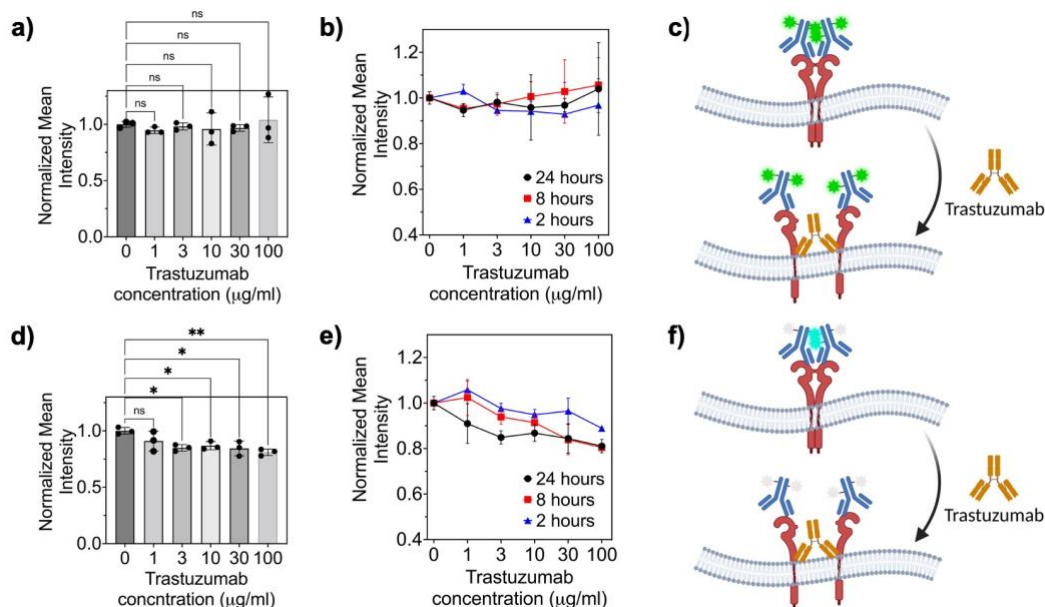 a)
ns
ns
ns
ns
ns
Normalized Mean
Intensity
1.0
0.5
0.0
0 1 3 10 30 100
Trastuzumab
concentration (μg/ml)
b)
Normalized Mean Intensity
1.2
1.0
0.8
0.6
0.4
24 hours
8 hours
2 hours
0 1 3 10 30 100
Trastuzumab
concentration (μg/ml)
c)
Trastuzumab
d)
**
*
*
*
ns
Normalized Mean
Intensity
1.0
0.5
0.0
0 1 3 10 30 100
Trastuzumab
concntration (μg/ml)
e)
Normalized Mean
Intensity
1.2
1.0
0.8
0.6
0.4
24 hours
8 hours
2 hours
0 1 3 10 30 100
Trastuzumab
concentration (μg/ml)
f)
Trastuzumab